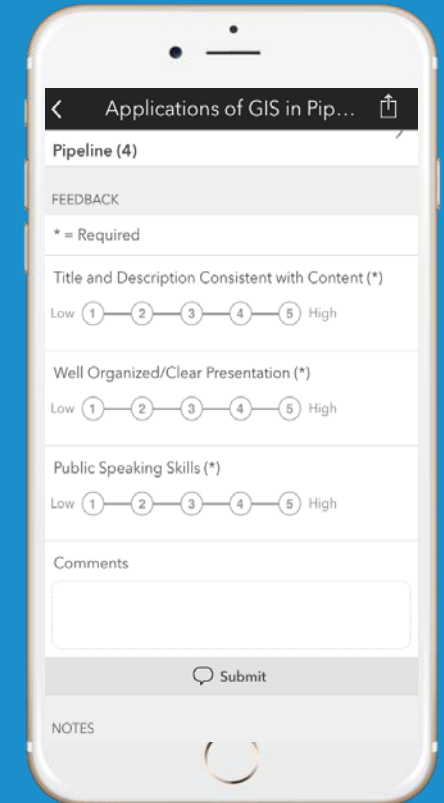 Applications of GIS in Pip...
Pipeline (4)
FEEDBACK
* = Required
Title and Description Consistent with Content (*)
Low 1 2 3 4 5 High
Well Organized/Clear Presentation (*)
Low 1 2 3 4 5 High
Public Speaking Skills (*)
Low 1 2 3 4 5 High
Comments
Submit
NOTES